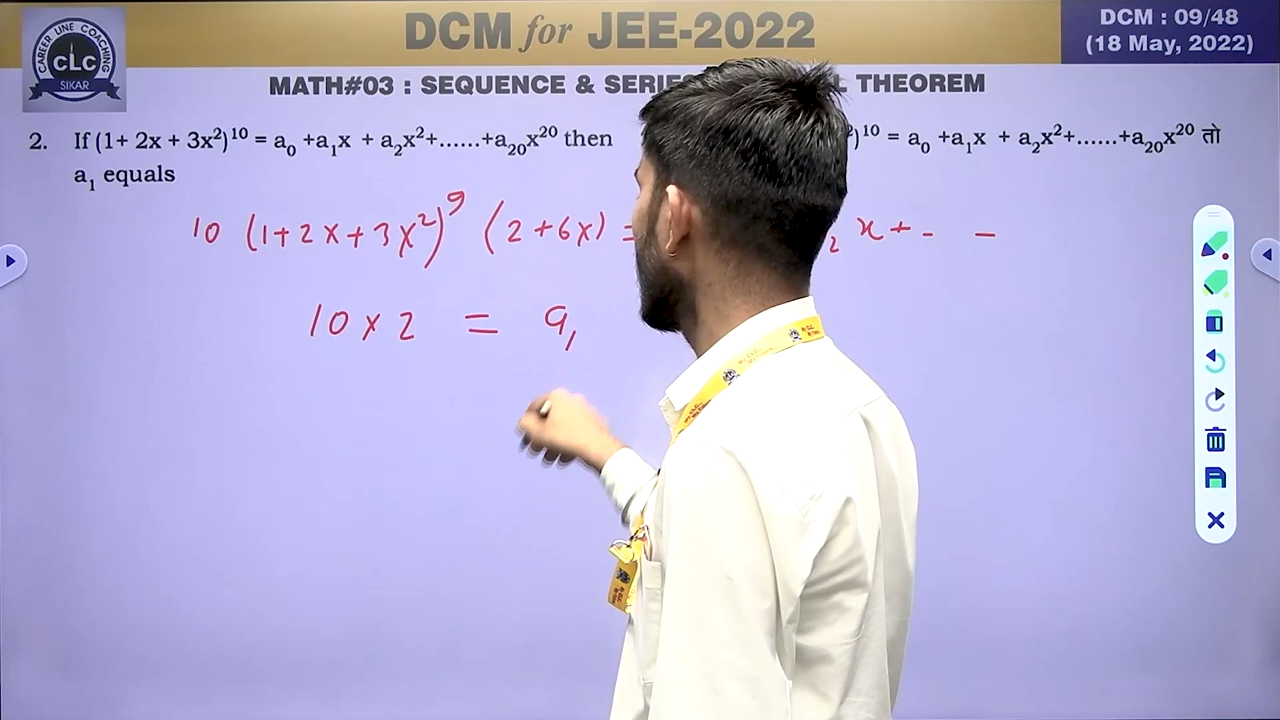 CAREER LINE COACHING
CLC
SIKAR
DCM for JEE-2022
DCM : 09/48
(18 May, 2022)
MATH#03 : SEQUENCE & L THEOREM
2. If (1+ 2x + 3x²)¹⁰ = a₀ +a₁x + a₂x²+......+a₂₀x²⁰ then
a₁ equals
²)¹⁰ = a₀ +a₁x + a₂x²+......+a₂₀x²⁰ तो
10 (1+2x+3x²)⁹ (2+6x) = ₂ x + - -
10 × 2 = a₁